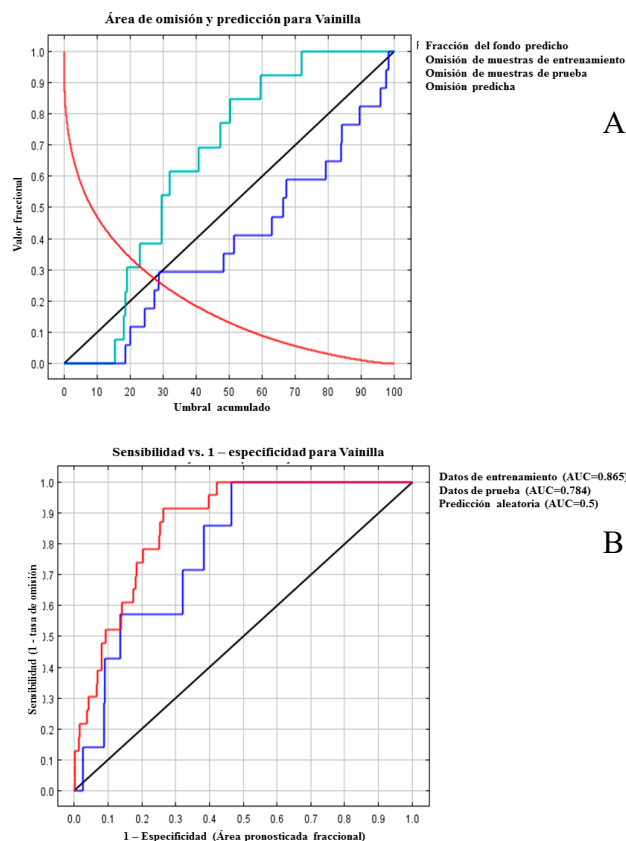 Área de omisión y predicción para Vainilla
Fracción del fondo predicho
Omisión de muestras de entrenamiento
Omisión de muestras de prueba
Omisión predicha
A
Valor fraccional
1.0
0.9
0.8
0.7
0.6
0.5
0.4
0.3
0.2
0.1
0.0
0 10 20 30 40 50 60 70 80 90 100
Umbral acumulado
Sensibilidad vs. 1 – especificidad para Vainilla
Datos de entrenamiento (AUC=0.865)
Datos de prueba (AUC=0.784)
Predicción aleatoria (AUC=0.5)
B
Sensibilidad (1 - tasa de omisión
1.0
0.9
0.8
0.7
0.6
0.5
0.4
0.3
0.2
0.1
0.0
0.0 0.1 0.2 0.3 0.4 0.5 0.6 0.7 0.8 0.9 1.0
1 – Especificidad (Área pronosticada fraccional)